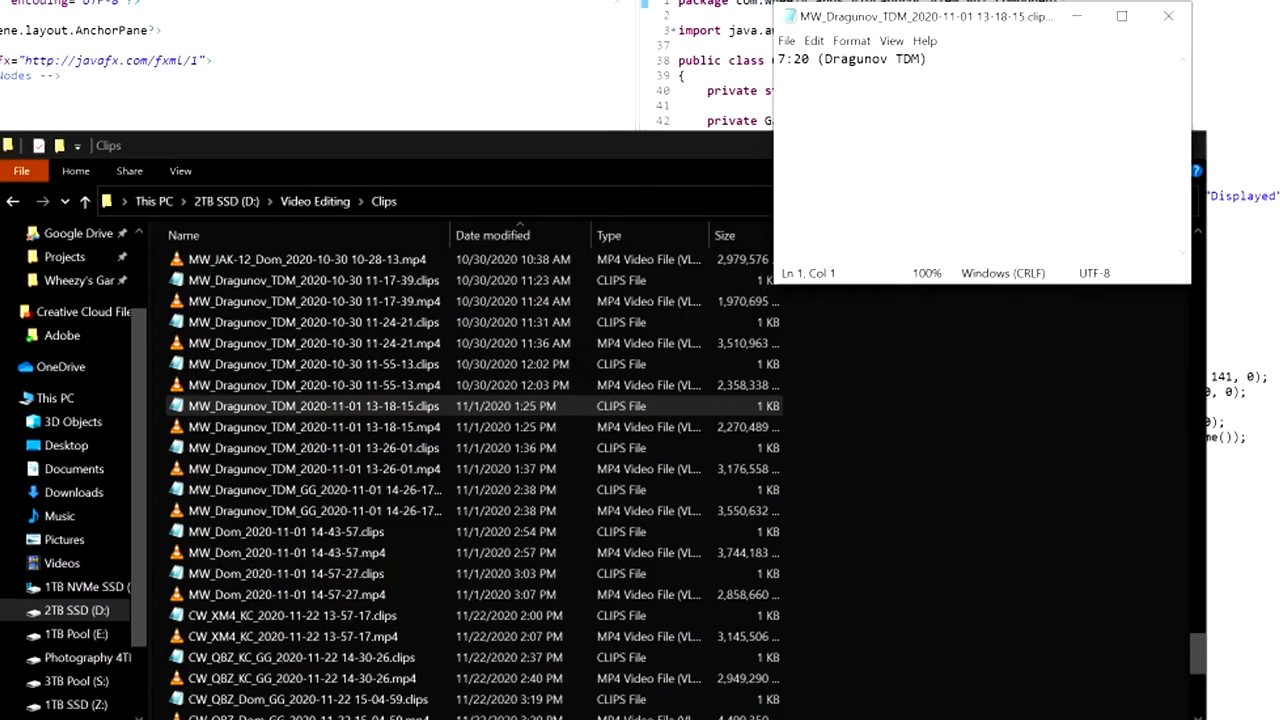 encoding="UTF-8"?>
ene.layout.AnchorPane?>
fx="http://javafx.com/fxml/1">
Nodes -->
2
3
import java.a
37
38 public class
39 {
40 private s
41
42 private G
MW_Dragunov_TDM_2020-11-01 13-18-15.clip...
File Edit Format View Help
7:20 (Dragunov TDM)
Ln 1, Col 1 100% Windows (CRLF) UTF-8
"Displayed"
141, 0);
0, 0);
0);
me());
Clips
File Home Share View
This PC > 2TB SSD (D:) > Video Editing > Clips
Google Drive
Projects
Wheezy's Gar
Creative Cloud File
Adobe
OneDrive
This PC
3D Objects
Desktop
Documents
Downloads
Music
Pictures
Videos
1TB NVMe SSD (
2TB SSD (D:)
1TB Pool (E:)
Photography 4TI
3TB Pool (S:)
1TB SSD (Z:)
Name Date modified Type Size
MW_JAK-12_Dom_2020-10-30 10-28-13.mp4 10/30/2020 10:38 AM MP4 Video File (VL... 2,979,576 ...
MW_Dragunov_TDM_2020-10-30 11-17-39.clips 10/30/2020 11:23 AM CLIPS File 1 KB
MW_Dragunov_TDM_2020-10-30 11-17-39.mp4 10/30/2020 11:24 AM MP4 Video File (VL... 1,970,695 ...
MW_Dragunov_TDM_2020-10-30 11-24-21.clips 10/30/2020 11:31 AM CLIPS File 1 KB
MW_Dragunov_TDM_2020-10-30 11-24-21.mp4 10/30/2020 11:36 AM MP4 Video File (VL... 3,510,963 ...
MW_Dragunov_TDM_2020-10-30 11-55-13.clips 10/30/2020 12:02 PM CLIPS File 1 KB
MW_Dragunov_TDM_2020-10-30 11-55-13.mp4 10/30/2020 12:03 PM MP4 Video File (VL... 2,358,338 ...
MW_Dragunov_TDM_2020-11-01 13-18-15.clips 11/1/2020 1:25 PM CLIPS File 1 KB
MW_Dragunov_TDM_2020-11-01 13-18-15.mp4 11/1/2020 1:25 PM MP4 Video File (VL... 2,270,489 ...
MW_Dragunov_TDM_2020-11-01 13-26-01.clips 11/1/2020 1:36 PM CLIPS File 1 KB
MW_Dragunov_TDM_2020-11-01 13-26-01.mp4 11/1/2020 1:37 PM MP4 Video File (VL... 3,176,558 ...
MW_Dragunov_TDM_GG_2020-11-01 14-26-17... 11/1/2020 2:38 PM CLIPS File 1 KB
MW_Dragunov_TDM_GG_2020-11-01 14-26-17... 11/1/2020 2:38 PM MP4 Video File (VL... 3,550,632 ...
MW_Dom_2020-11-01 14-43-57.clips 11/1/2020 2:54 PM CLIPS File 1 KB
MW_Dom_2020-11-01 14-43-57.mp4 11/1/2020 2:57 PM MP4 Video File (VL... 3,744,183 ...
MW_Dom_2020-11-01 14-57-27.clips 11/1/2020 3:03 PM CLIPS File 1 KB
MW_Dom_2020-11-01 14-57-27.mp4 11/1/2020 3:07 PM MP4 Video File (VL... 2,858,660 ...
CW_XM4_KC_2020-11-22 13-57-17.clips 11/22/2020 2:00 PM CLIPS File 1 KB
CW_XM4_KC_2020-11-22 13-57-17.mp4 11/22/2020 2:07 PM MP4 Video File (VL... 3,145,506 ...
CW_QBZ_KC_GG_2020-11-22 14-30-26.clips 11/22/2020 2:37 PM CLIPS File 1 KB
CW_QBZ_KC_GG_2020-11-22 14-30-26.mp4 11/22/2020 2:40 PM MP4 Video File (VL... 2,949,290 ...
CW_QBZ_Dom_GG_2020-11-22 15-04-59.clips 11/22/2020 3:19 PM CLIPS File 1 KB